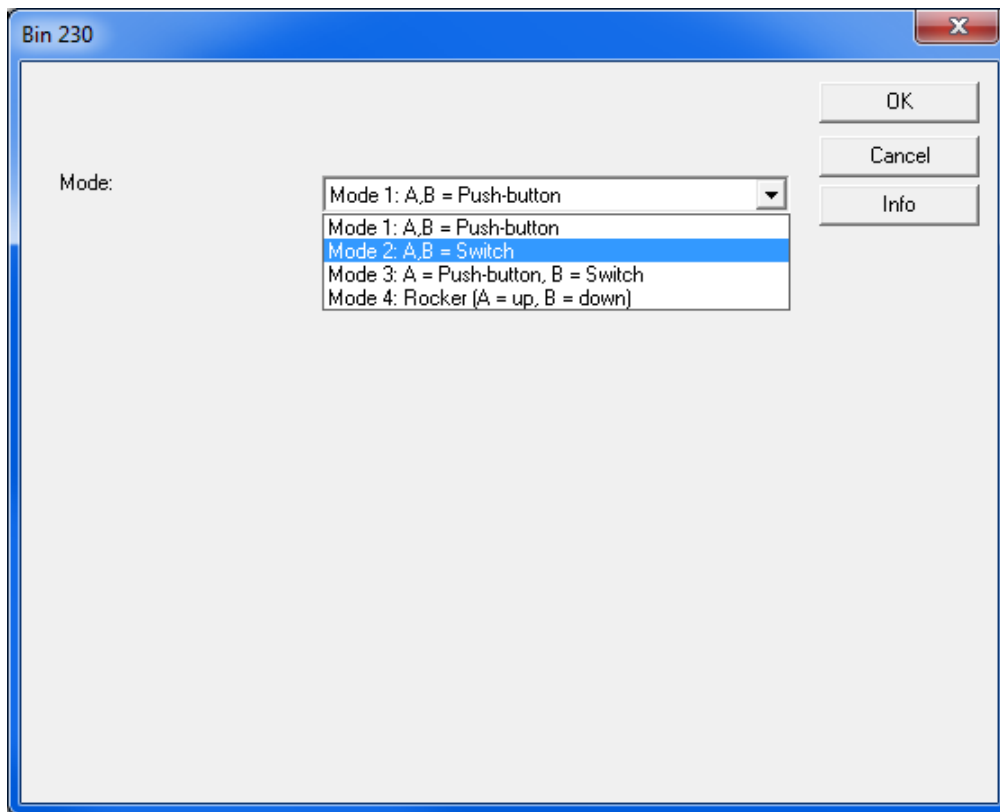 Bin 230
OK
Cancel
Mode:
Mode 1: A,B = Push-button
Info
Mode 1: A,B = Push-button
Mode 2: A,B = Switch
Mode 3: A = Push-button, B = Switch
Mode 4: Rocker (A = up, B = down)